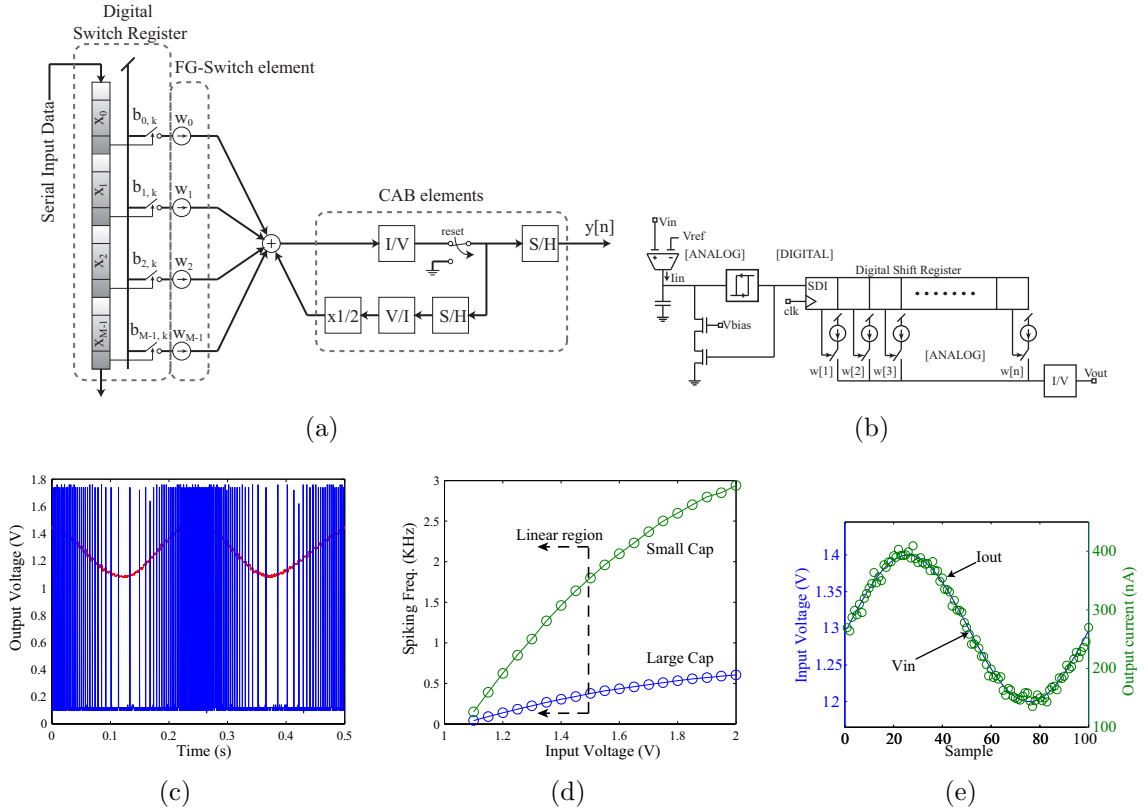 Digital
Switch Register
FG-Switch element
Serial Input Data
x0
x1
x2
xM-1
b0, k
b1, k
b2, k
bM-1, k
w0
w1
w2
wM-1
+
CAB elements
I/V
reset
S/H
y[n]
x1/2
V/I
S/H
(a)
Vin
Vref
+ -
[ANALOG]
[DIGITAL]
Iin
Vbias
Digital Shift Register
SDI
clk
[ANALOG]
w[1]
w[2]
w[3]
w[n]
I/V
Vout
(b)
Output Voltage (V)
1.8
1.6
1.4
1.2
1
0.8
0.6
0.4
0.2
0
0 0.1 0.2 0.3 0.4 0.5
Time (s)
(c)
Spiking Freq. (KHz)
3
2.5
2
1.5
1
0.5
0
Linear region
Small Cap
Large Cap
1 1.2 1.4 1.6 1.8 2
Input Voltage (V)
(d)
Input Voltage (V)
14
1.35
13
1.25
12
Iout
Vin
Output current (nA)
400
300
200
100
0 20 40 60 80 100
Sample
(e)